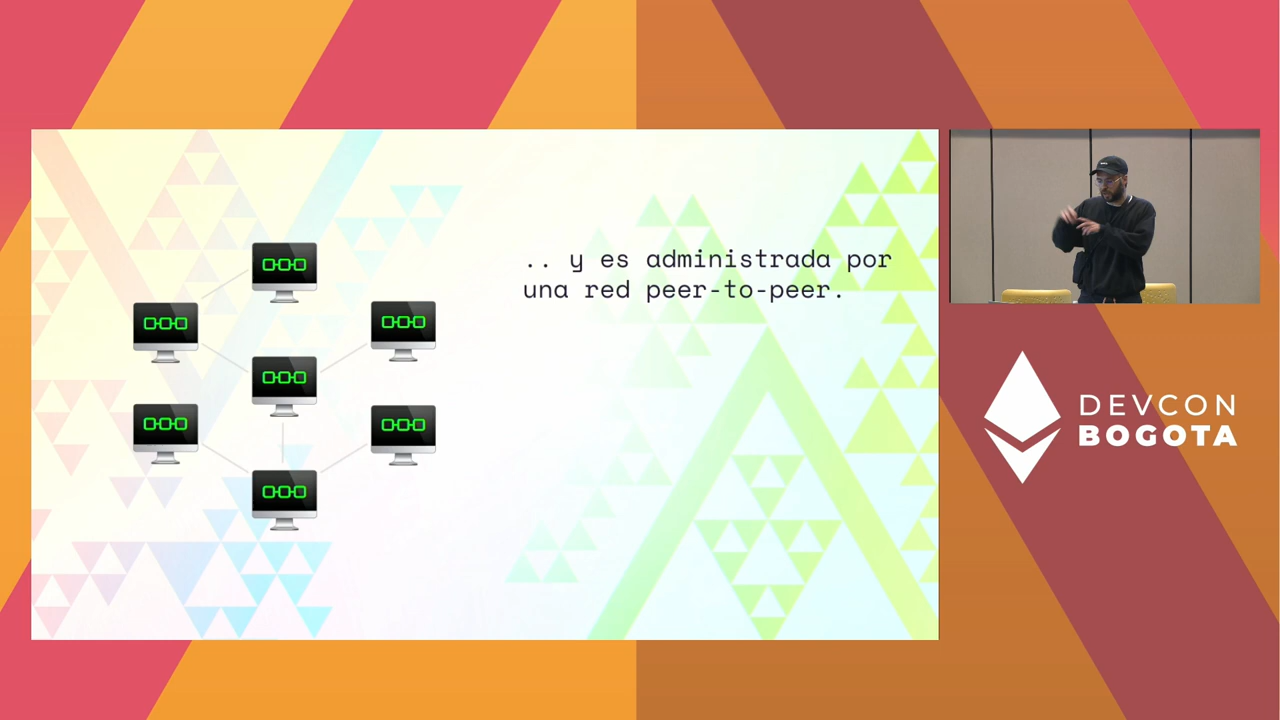 .. y es administrada por
una red peer-to-peer.
DEVCON
BOGOTA